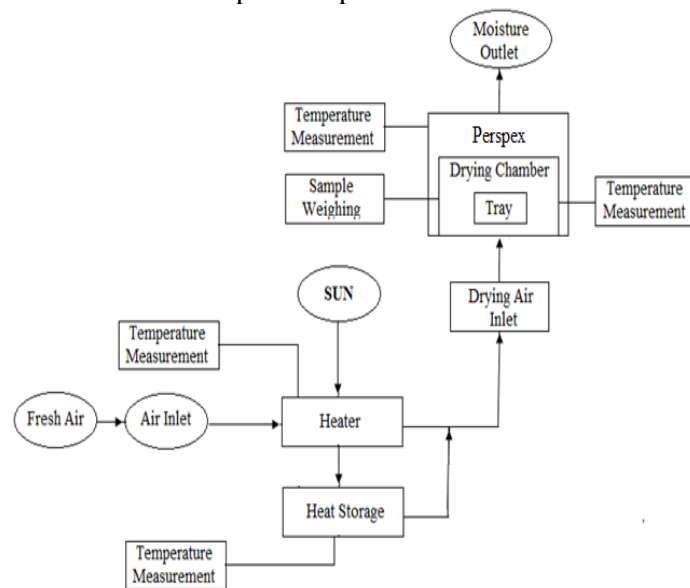 Moisture
Outlet
Temperature
Measurement
Perspex
Drying Chamber
Sample
Weighing
Tray
Temperature
Measurement
SUN
Drying Air
Inlet
Temperature
Measurement
Fresh Air
Air Inlet
Heater
Heat Storage
Temperature
Measurement